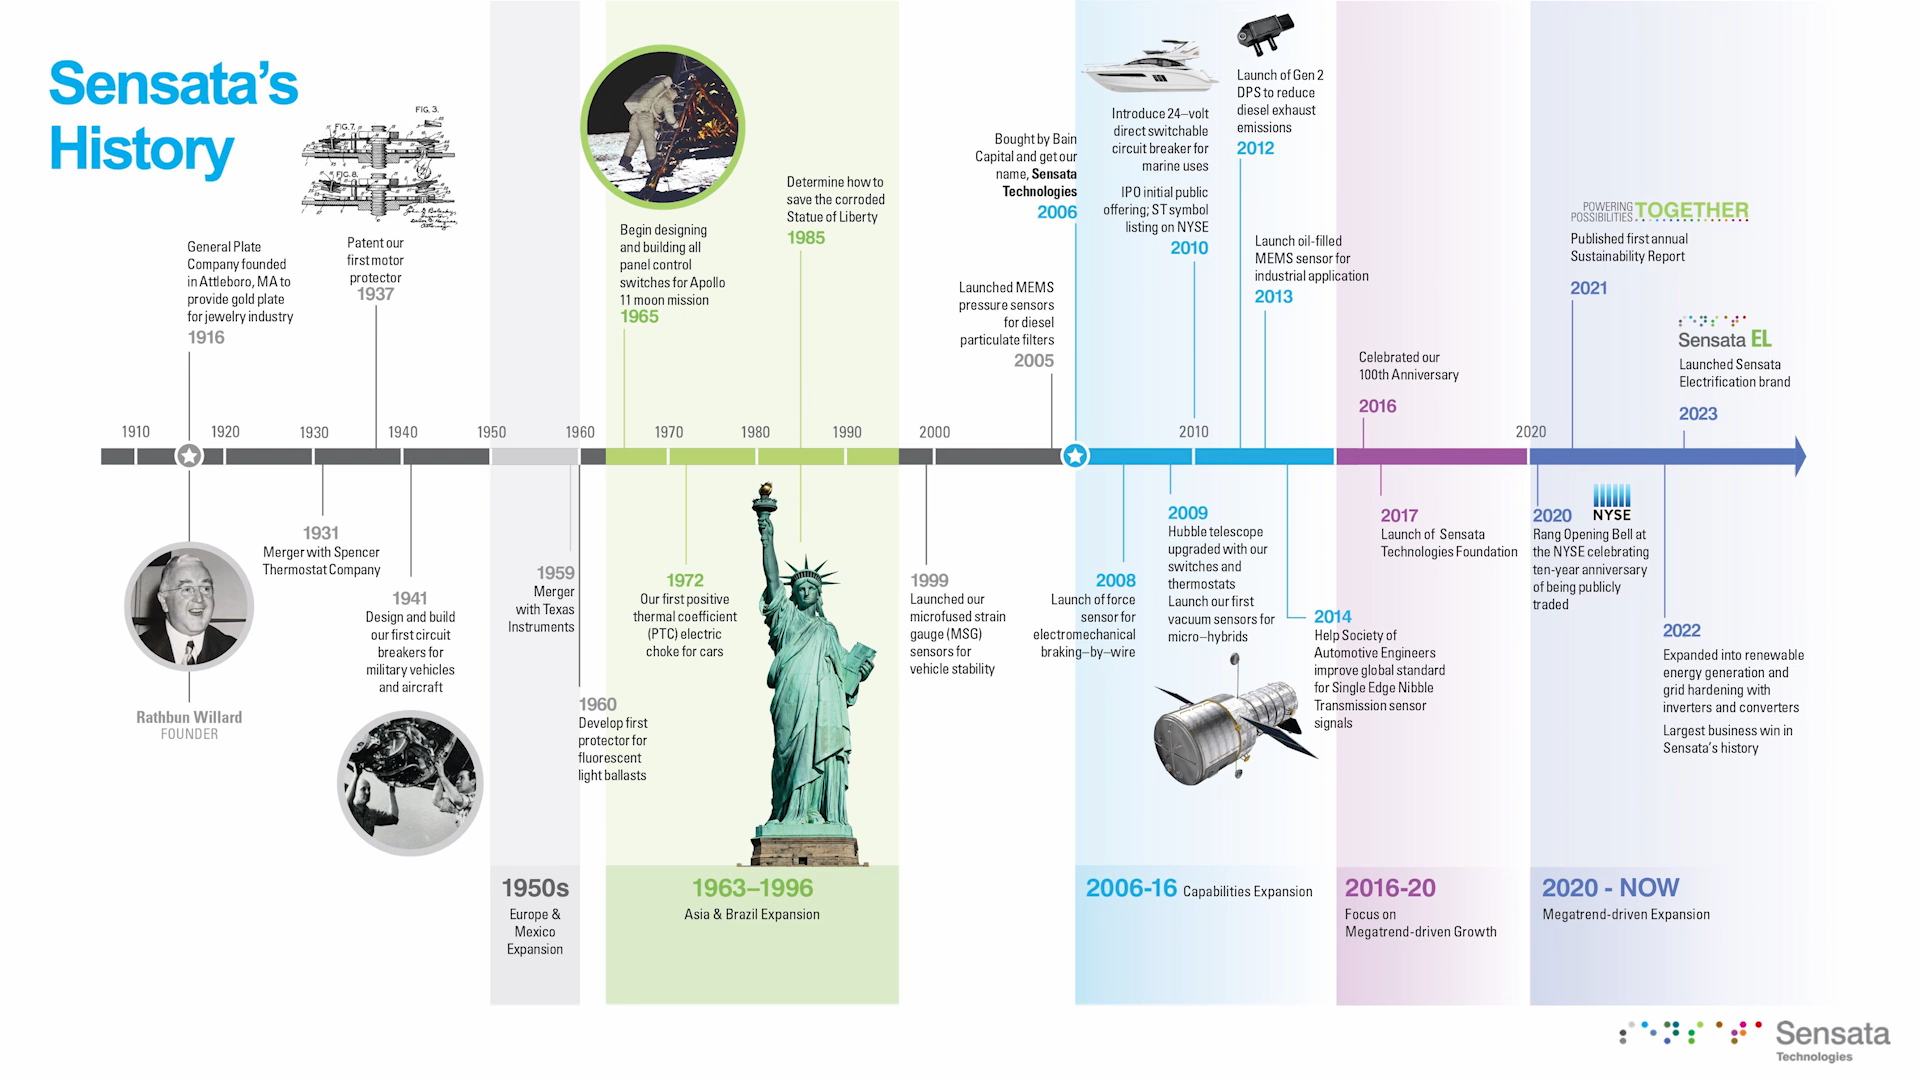 Sensata's
History
FIG. 3.
FIG. 7.
FIG. 8.
General Plate
Company founded
in Attleboro, MA to
provide gold plate
for jewelry industry
1916
Patent our
first motor
protector
1937
Begin designing
and building all
panel control
switches for Apollo
11 moon mission
1965
Determine how to
save the corroded
Statue of Liberty
1985
Launched MEMS
pressure sensors
for diesel
particulate filters
2005
Bought by Bain
Capital and get our
name, Sensata
Technologies
2006
Introduce 24–volt
direct switchable
circuit breaker for
marine uses
IPO initial public
offering; ST symbol
listing on NYSE
2010
Launch of Gen 2
DPS to reduce
diesel exhaust
emissions
2012
Launch oil-filled
MEMS sensor for
industrial application
2013
Celebrated our
100th Anniversary
2016
POWERING
POSSIBILITIES TOGETHER
Published first annual
Sustainability Report
2021
Sensata EL
Launched Sensata
Electrification brand
2023
1910 1920 1930 1940 1950 1960 1970 1980 1990 2000 2010 2020
Rathbun Willard
FOUNDER
1931
Merger with Spencer
Thermostat Company
1941
Design and build
our first circuit
breakers for
military vehicles
and aircraft
1959
Merger
with Texas
Instruments
1960
Develop first
protector for
fluorescent
light ballasts
1972
Our first positive
thermal coefficient
(PTC) electric
choke for cars
1999
Launched our
microfused strain
gauge (MSG)
sensors for
vehicle stability
2008
Launch of force
sensor for
electromechanical
braking–by–wire
2009
Hubble telescope
upgraded with our
switches and
thermostats
Launch our first
vacuum sensors for
micro–hybrids
2014
Help Society of
Automotive Engineers
improve global standard
for Single Edge Nibble
Transmission sensor
signals
2017
Launch of Sensata
Technologies Foundation
2020
NYSE
Rang Opening Bell at
the NYSE celebrating
ten-year anniversary
of being publicly
traded
2022
Expanded into renewable
energy generation and
grid hardening with
inverters and converters
Largest business win in
Sensata's history
1950s
Europe &
Mexico
Expansion
1963–1996
Asia & Brazil Expansion
2006-16 Capabilities Expansion
2016-20
Focus on
Megatrend-driven Growth
2020 - NOW
Megatrend-driven Expansion
Sensata
Technologies